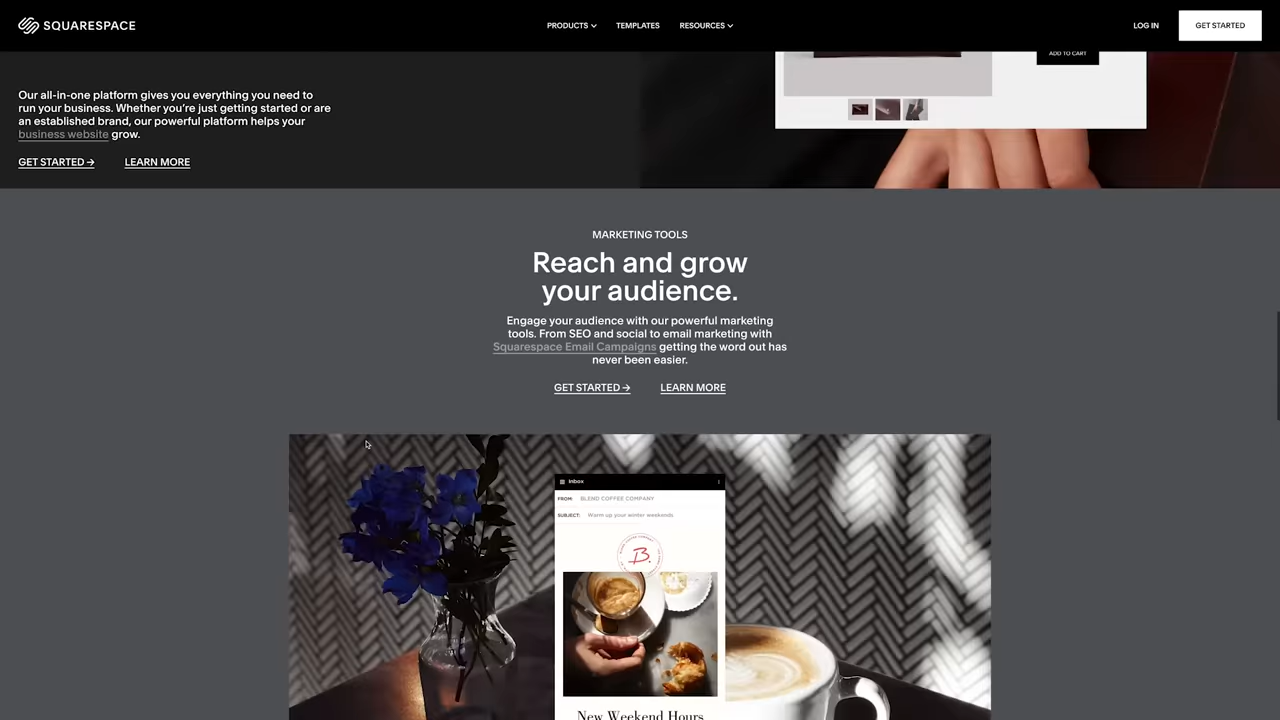 SQUARESPACE
PRODUCTS
TEMPLATES
RESOURCES
LOG IN
GET STARTED
ADD TO CART
Our all-in-one platform gives you everything you need to
run your business. Whether you're just getting started or are
an established brand, our powerful platform helps your
business website grow.
GET STARTED →
LEARN MORE
MARKETING TOOLS
Reach and grow
your audience.
Engage your audience with our powerful marketing
tools. From SEO and social to email marketing with
Squarespace Email Campaigns getting the word out has
never been easier.
GET STARTED →
LEARN MORE
Inbox
FROM: BLEND COFFEE COMPANY
SUBJECT: Warm up your winter weekends
B.
New Weekend Hours